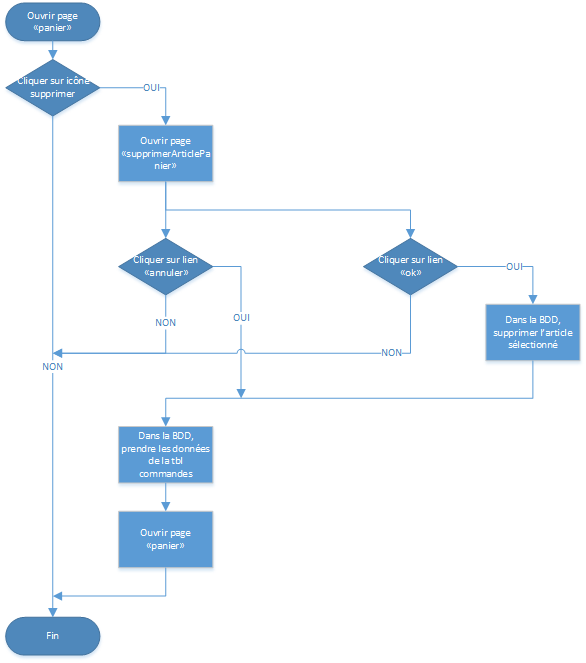 Ouvrir page
«panier»
Cliquer sur icône
supprimer
OUI
Ouvrir page
«supprimerArticlePa
nier»
Cliquer sur lien
«annuler»
Cliquer sur lien
«ok»
OUI
Dans la BDD,
supprimer l'article
sélectionné
NON
OUI
NON
NON
Dans la BDD,
prendre les données
de la tbl
commandes
Ouvrir page
«panier»
Fin